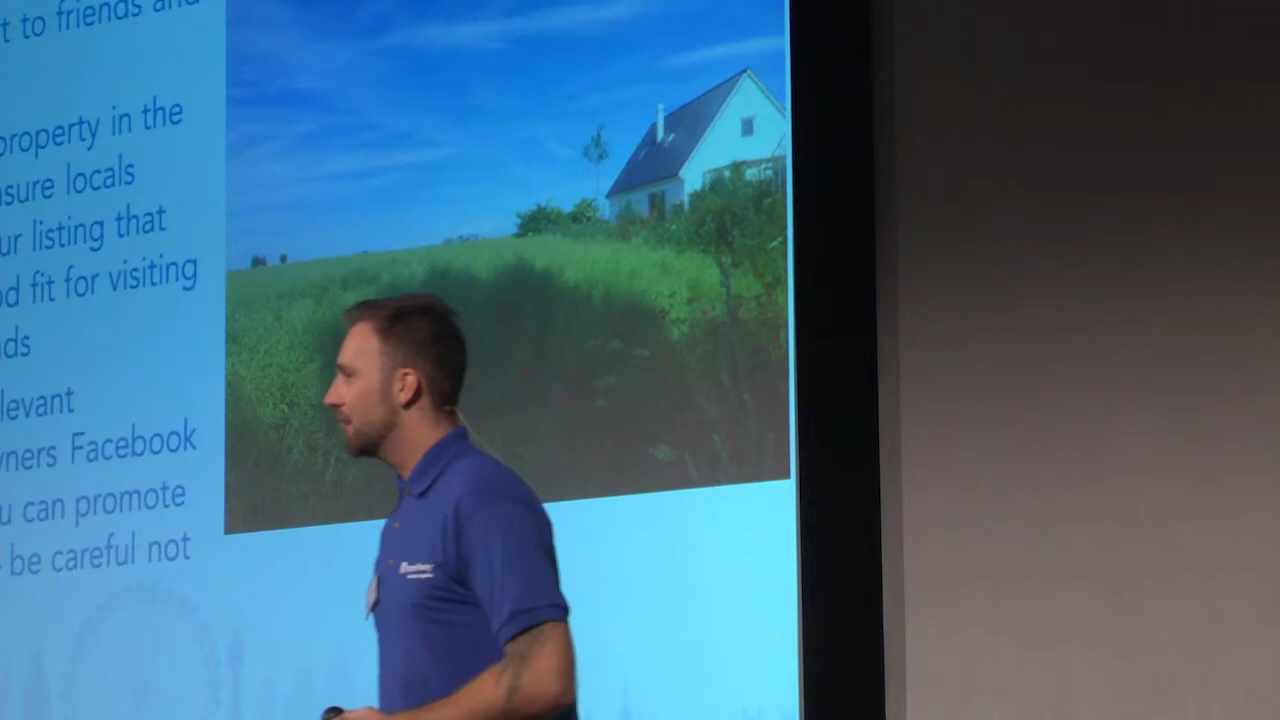 t to friends and
property in the
nsure locals
ur listing that
od fit for visiting
nds
levant
wners Facebook
u can promote
be careful not